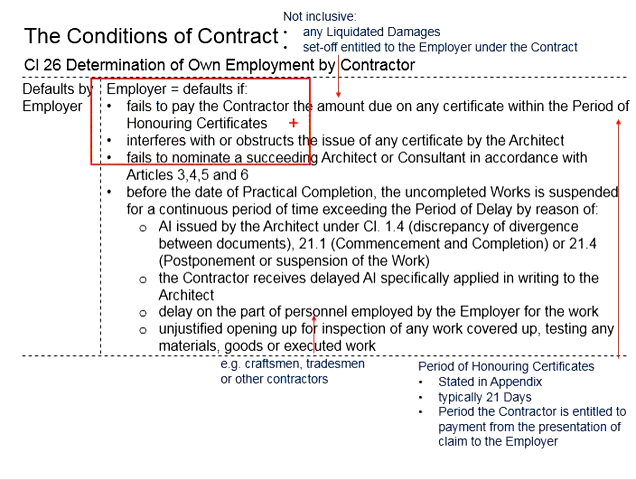 Not inclusive:
• any Liquidated Damages
The Conditions of Contract
• set-off entitled to the Employer under the Contract
Cl 26 Determination of Own Employment by Contractor
Defaults by Employer = defaults if:
Employer • fails to pay the Contractor the amount due on any certificate within the Period of
Honouring Certificates
• interferes with or obstructs the issue of any certificate by the Architect
• fails to nominate a succeeding Architect or Consultant in accordance with
Articles 3,4,5 and 6
• before the date of Practical Completion, the uncompleted Works is suspended
for a continuous period of time exceeding the Period of Delay by reason of:
o AI issued by the Architect under Cl. 1.4 (discrepancy of divergence
between documents), 21.1 (Commencement and Completion) or 21.4
(Postponement or suspension of the Work)
o the Contractor receives delayed AI specifically applied in writing to the
Architect
o delay on the part of personnel employed by the Employer for the work
o unjustified opening up for inspection of any work covered up, testing any
materials, goods or executed work
e.g. craftsmen, tradesmen
or other contractors
Period of Honouring Certificates
• Stated in Appendix
• typically 21 Days
• Period the Contractor is entitled to
payment from the presentation of
claim to the Employer